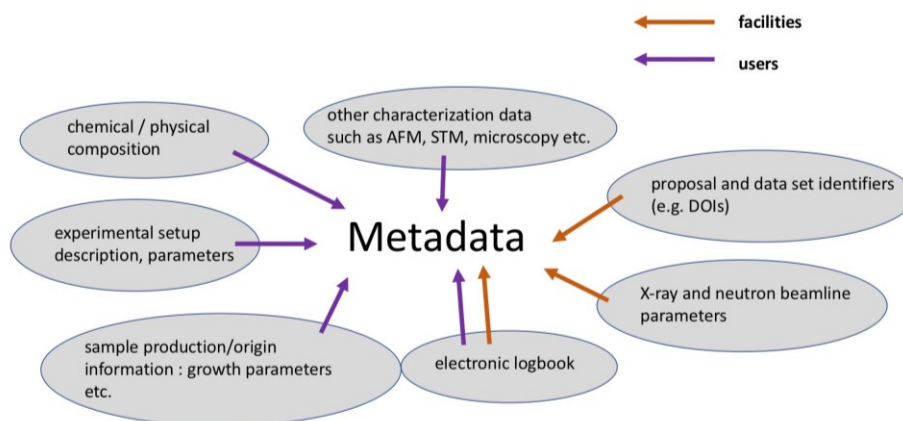 facilities
users
chemical / physical
composition
other characterization data
such as AFM, STM, microscopy etc.
proposal and data set identifiers
(e.g. DOIs)
experimental setup
description, parameters
Metadata
X-ray and neutron beamline
parameters
sample production/origin
information : growth parameters
etc.
electronic logbook